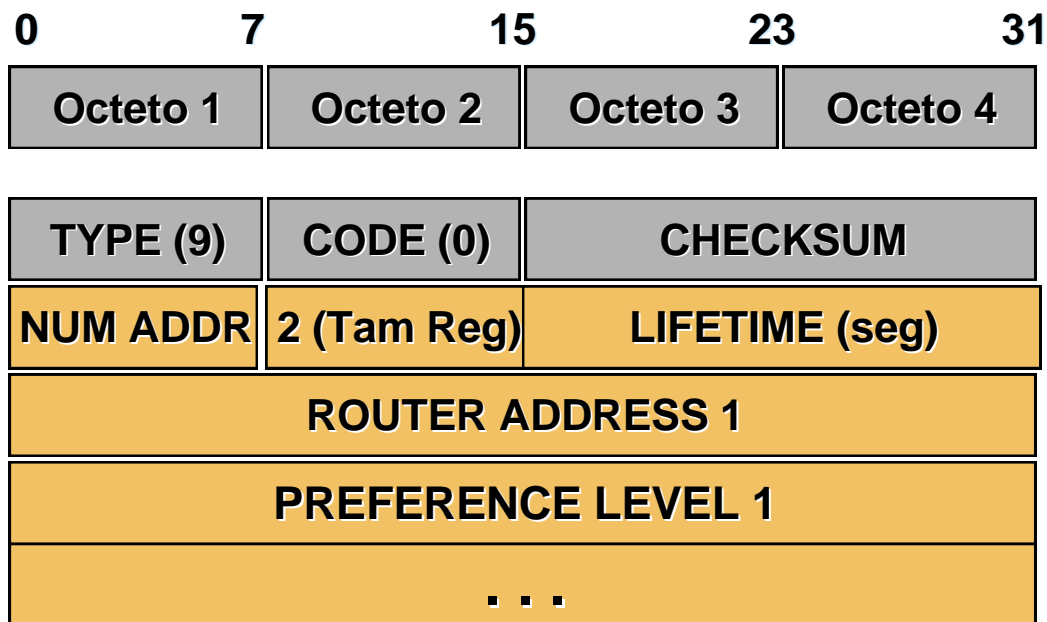 0 7 15 23 31
Octeto 1 Octeto 2 Octeto 3 Octeto 4
TYPE (9) CODE (0) CHECKSUM
NUM ADDR 2 (Tam Reg) LIFETIME (seg)
ROUTER ADDRESS 1
PREFERENCE LEVEL 1
. . .